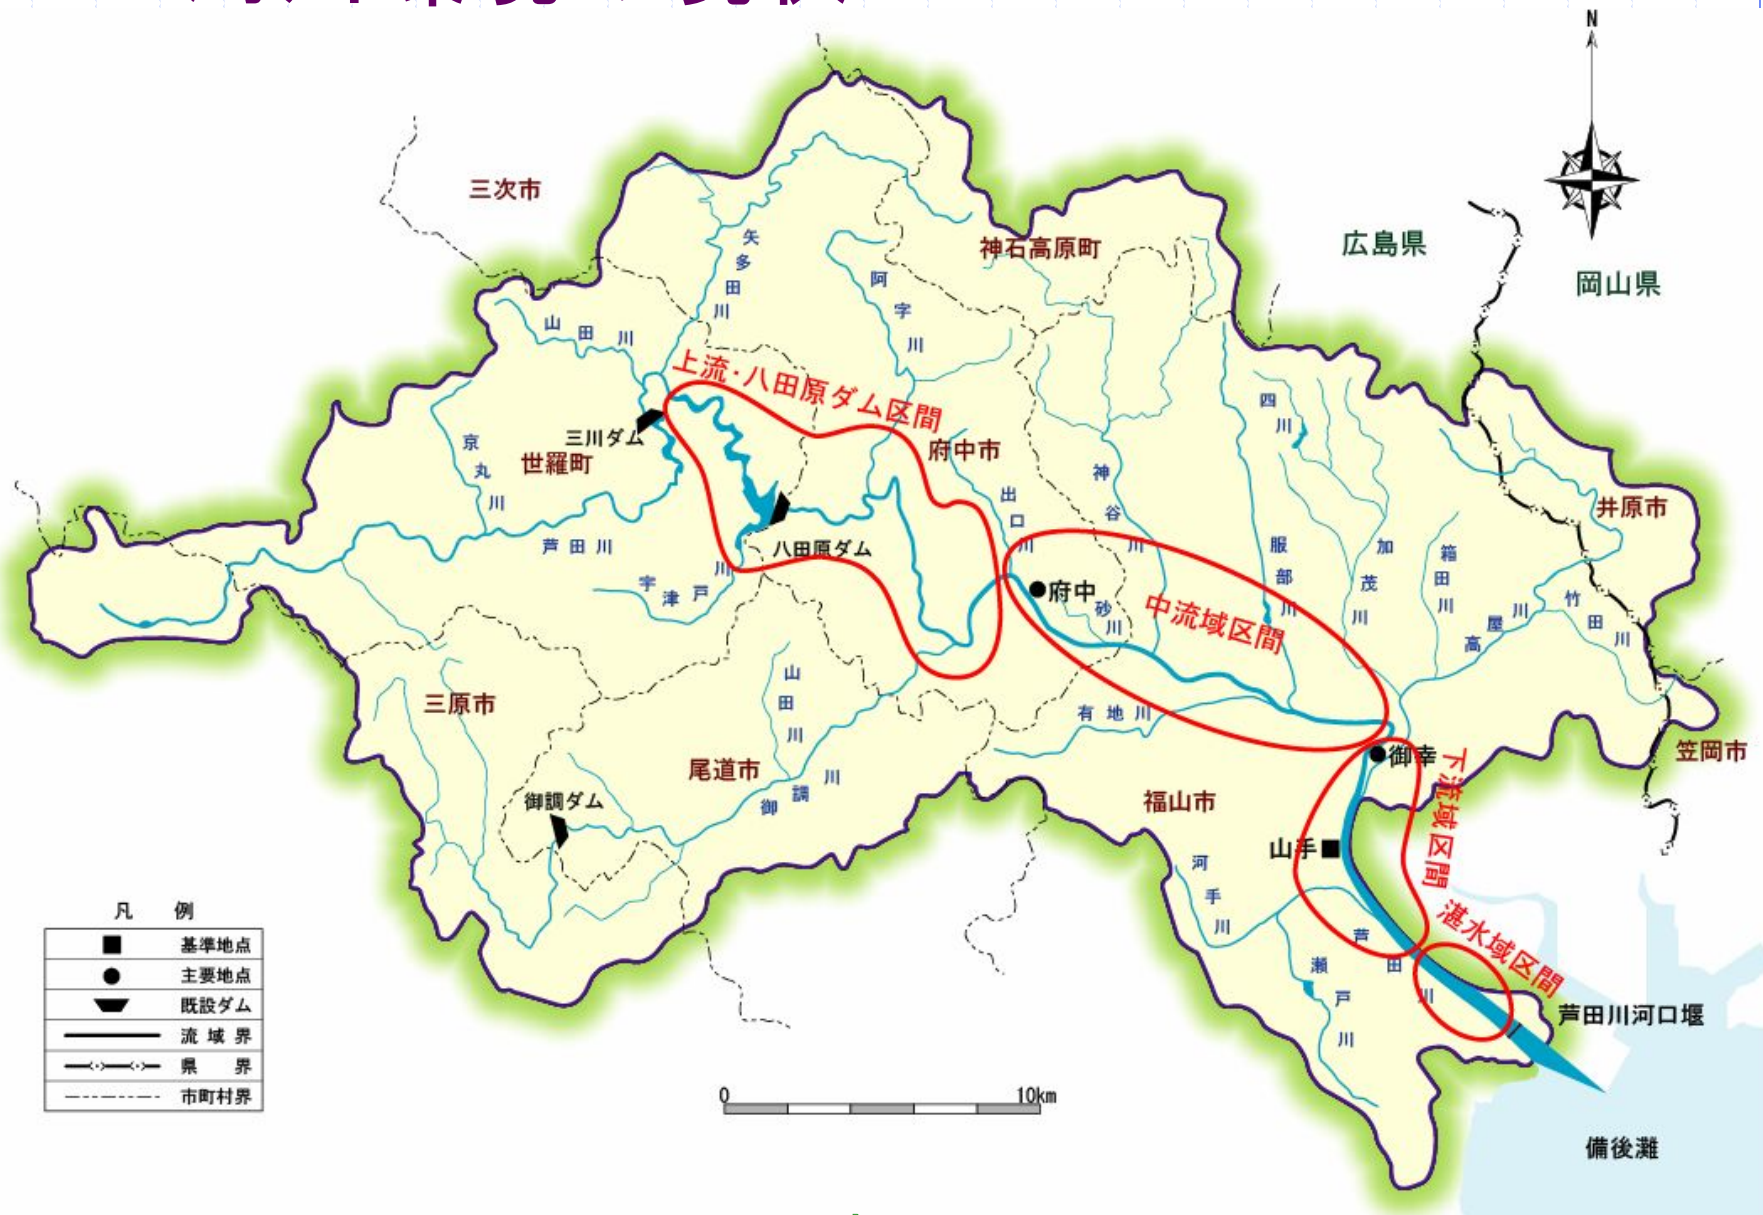 N
三次市
神石高原町
広島県
岡山県
矢多田川
阿字川
山田川
上流・八田原ダム区間
三川ダム
世羅町
京丸川
府中市
四川
神谷川
出口川
井原市
芦田川
八田原ダム
宇津戸川
府中
砂川
中流域区間
服部川
加茂川
箱田川
高屋川
竹田川
三原市
山田川
有地川
尾道市
御調川
御調ダム
御幸
笠岡市
福山市
下流域区間
山手
河手川
湛水域区間
芦田川
瀬戸川
芦田川河口堰
備後灘
凡 例
基準地点
主要地点
既設ダム
流域界
県 界
市町村界
0 10km